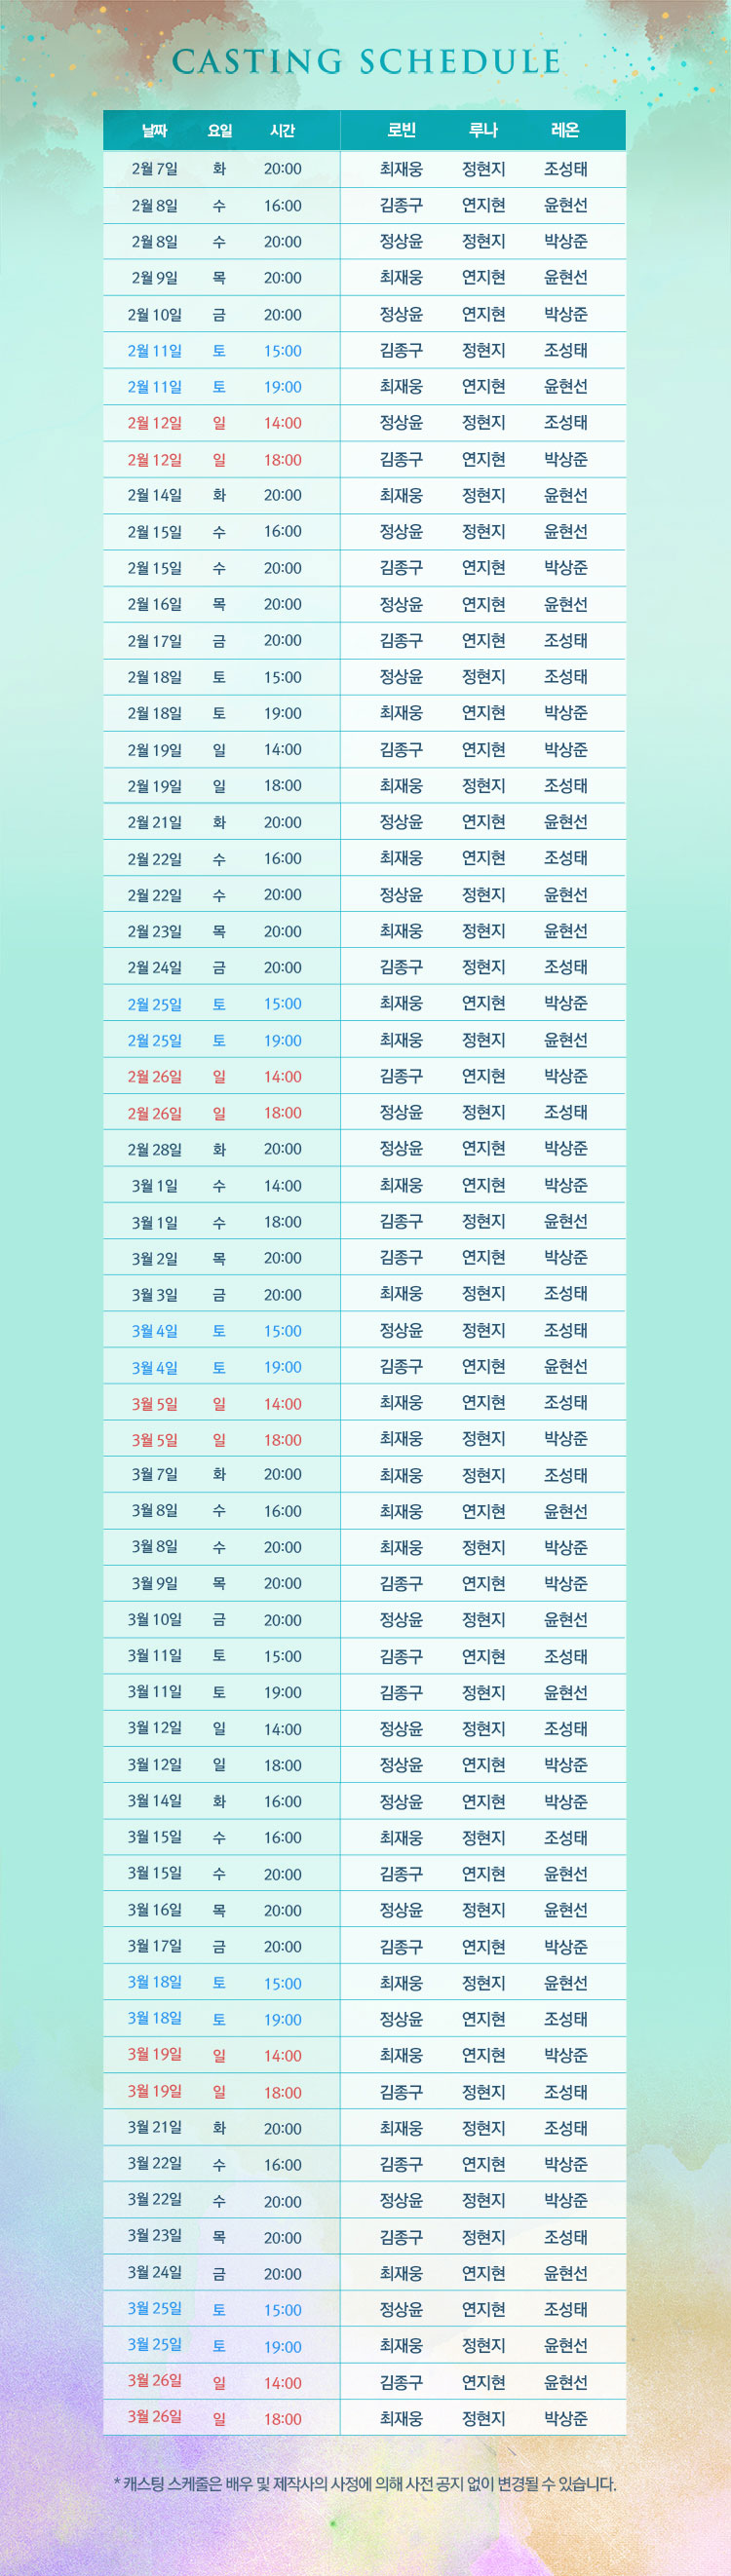 CASTING SCHEDULE
날짜 요일 시간 로빈 루나 레온
2월 7일 화 20:00 최재웅 정현지 조성태
2월 8일 수 16:00 김종구 연지현 윤현선
2월 8일 수 20:00 정상윤 정현지 박상준
2월 9일 목 20:00 최재웅 연지현 윤현선
2월 10일 금 20:00 정상윤 연지현 박상준
2월 11일 토 15:00 김종구 정현지 조성태
2월 11일 토 19:00 최재웅 연지현 윤현선
2월 12일 일 14:00 정상윤 정현지 조성태
2월 12일 일 18:00 김종구 연지현 박상준
2월 14일 화 20:00 최재웅 정현지 윤현선
2월 15일 수 16:00 정상윤 정현지 윤현선
2월 15일 수 20:00 김종구 연지현 박상준
2월 16일 목 20:00 정상윤 연지현 윤현선
2월 17일 금 20:00 김종구 연지현 조성태
2월 18일 토 15:00 정상윤 정현지 조성태
2월 18일 토 19:00 최재웅 연지현 박상준
2월 19일 일 14:00 김종구 연지현 박상준
2월 19일 일 18:00 최재웅 정현지 조성태
2월 21일 화 20:00 정상윤 연지현 윤현선
2월 22일 수 16:00 최재웅 연지현 조성태
2월 22일 수 20:00 정상윤 정현지 윤현선
2월 23일 목 20:00 최재웅 정현지 윤현선
2월 24일 금 20:00 김종구 정현지 조성태
2월 25일 토 15:00 최재웅 연지현 박상준
2월 25일 토 19:00 최재웅 정현지 윤현선
2월 26일 일 14:00 김종구 연지현 박상준
2월 26일 일 18:00 정상윤 정현지 조성태
2월 28일 화 20:00 정상윤 연지현 박상준
3월 1일 수 14:00 최재웅 연지현 박상준
3월 1일 수 18:00 김종구 정현지 윤현선
3월 2일 목 20:00 김종구 연지현 박상준
3월 3일 금 20:00 최재웅 정현지 조성태
3월 4일 토 15:00 정상윤 정현지 조성태
3월 4일 토 19:00 김종구 연지현 윤현선
3월 5일 일 14:00 최재웅 연지현 조성태
3월 5일 일 18:00 최재웅 정현지 박상준
3월 7일 화 20:00 최재웅 정현지 조성태
3월 8일 수 16:00 최재웅 연지현 윤현선
3월 8일 수 20:00 최재웅 정현지 박상준
3월 9일 목 20:00 김종구 연지현 박상준
3월 10일 금 20:00 정상윤 정현지 윤현선
3월 11일 토 15:00 김종구 연지현 조성태
3월 11일 토 19:00 김종구 정현지 윤현선
3월 12일 일 14:00 정상윤 정현지 조성태
3월 12일 일 18:00 정상윤 연지현 박상준
3월 14일 화 16:00 정상윤 연지현 박상준
3월 15일 수 16:00 최재웅 정현지 조성태
3월 15일 수 20:00 김종구 연지현 윤현선
3월 16일 목 20:00 정상윤 정현지 윤현선
3월 17일 금 20:00 김종구 연지현 박상준
3월 18일 토 15:00 최재웅 정현지 윤현선
3월 18일 토 19:00 정상윤 연지현 조성태
3월 19일 일 14:00 최재웅 연지현 박상준
3월 19일 일 18:00 김종구 정현지 조성태
3월 21일 화 20:00 최재웅 정현지 조성태
3월 22일 수 16:00 김종구 연지현 박상준
3월 22일 수 20:00 정상윤 정현지 박상준
3월 23일 목 20:00 김종구 정현지 조성태
3월 24일 금 20:00 최재웅 연지현 윤현선
3월 25일 토 15:00 정상윤 연지현 조성태
3월 25일 토 19:00 최재웅 정현지 윤현선
3월 26일 일 14:00 김종구 연지현 윤현선
3월 26일 일 18:00 최재웅 정현지 박상준
* 캐스팅 스케줄은 배우 및 제작사의 사정에 의해 사전 공지 없이 변경될 수 있습니다.